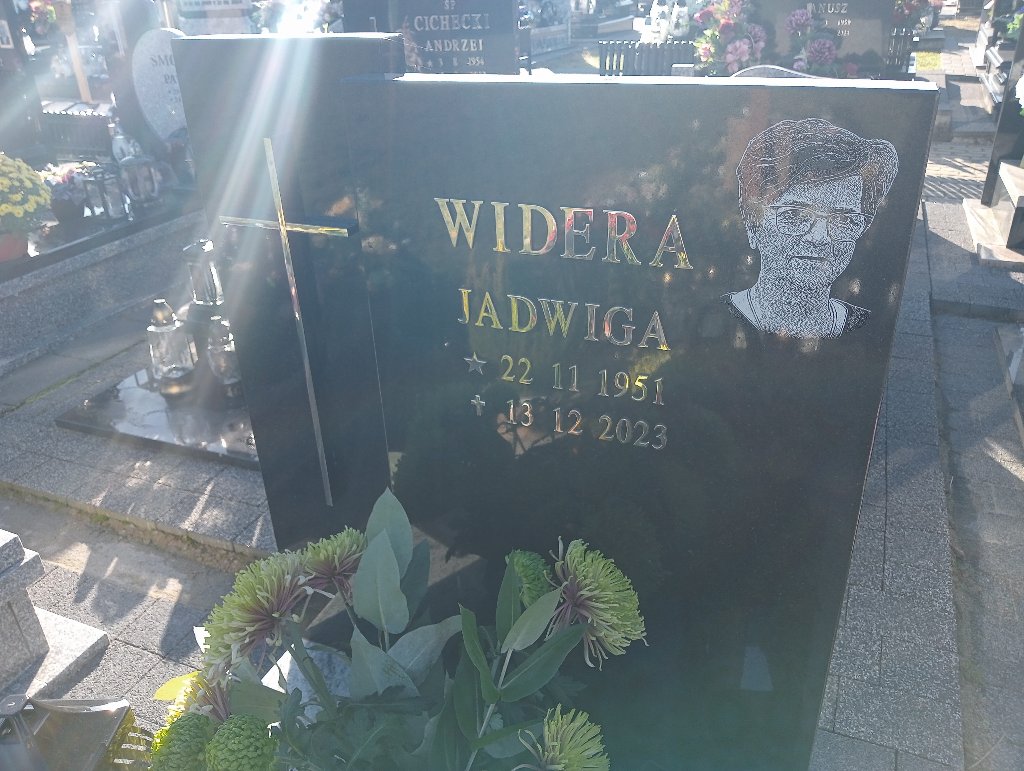 CICHECKI
ANDRZEJ
WIDERA
JADWIGA
22 11 1951
13 12 2023